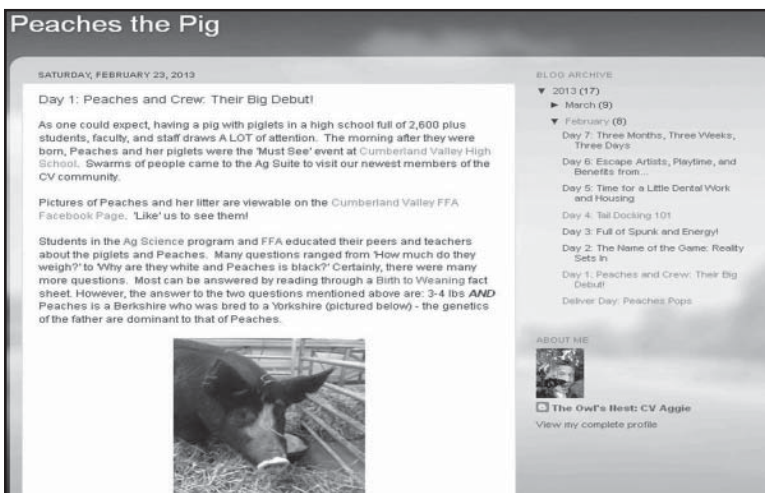 Peaches the Pig
SATURDAY, FEBRUARY 23, 2013
Day 1: Peaches and Crew: Their Big Debut!
As one could expect, having a pig with piglets in a high school full of 2,600 plus
students, faculty, and staff draws A LOT of attention. The morning after they were
born, Peaches and her piglets were the 'Must See' event at Cumberland Valley High
School. Swarms of people came to the Ag Suite to visit our newest members of the
CV community.
Pictures of Peaches and her litter are viewable on the Cumberland Valley FFA
Facebook Page. 'Like' us to see them!
Students in the Ag Science program and FFA educated their peers and teachers
about the piglets and Peaches. Many questions ranged from 'How much do they
weigh?' to 'Why are they white and Peaches is black?' Certainly, there were many
more questions. Most can be answered by reading through a Birth to Weaning fact
sheet. However, the answer to the two questions mentioned above are: 3-4 lbs AND
Peaches is a Berkshire who was bred to a Yorkshire (pictured below) - the genetics
of the father are dominant to that of Peaches.
BLOG ARCHIVE
▼ 2013 (17)
► March (9)
▼ February (8)
Day 7: Three Months, Three Weeks,
Three Days
Day 6: Escape Artists, Playtime, and
Benefits from...
Day 5: Time for a Little Dental Work
and Housing
Day 4: Tail Docking 101
Day 3: Full of Spunk and Energy!
Day 2: The Name of the Game: Reality
Sets In
Day 1: Peaches and Crew: Their Big
Debut!
Deliver Day: Peaches Pops
ABOUT ME
The Owl's Nest: CV Aggie
View my complete profile